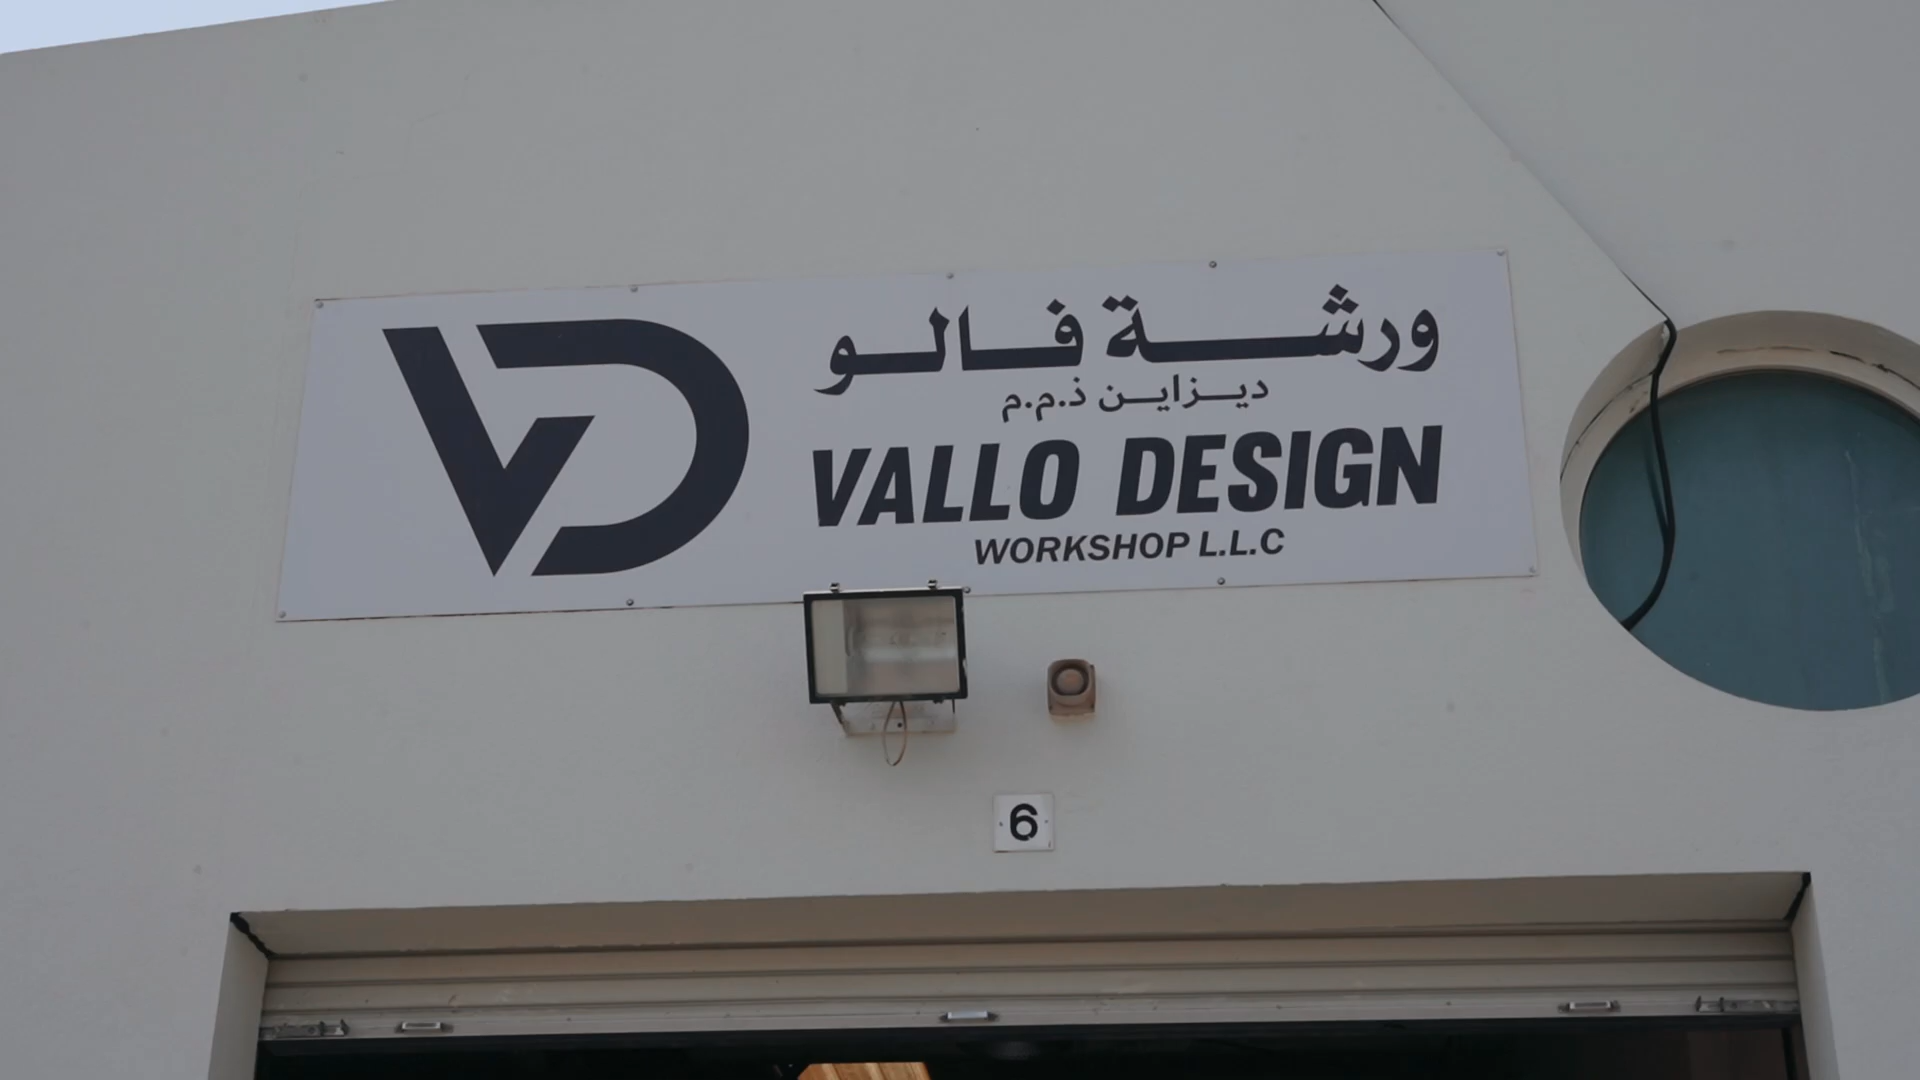 VD
ورشة فالو
ديزاين ذ.م.م
VALLO DESIGN
WORKSHOP L.L.C
6